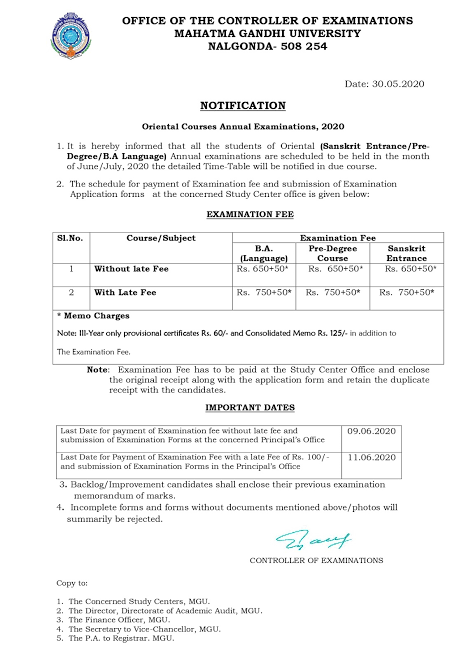 OFFICE OF THE CONTROLLER OF EXAMINATIONS
MAHATMA GANDHI UNIVERSITY
NALGONDA- 508 254
Date: 30.05.2020
NOTIFICATION
Oriental Courses Annual Examinations, 2020
1. It is hereby informed that all the students of Oriental (Sanskrit Entrance/Pre-
Degree/B.A Language) Annual examinations are scheduled to be held in the month
of June/July, 2020 the detailed Time-Table will be notified in due course.
2. The schedule for payment of Examination fee and submission of Examination
Application forms at the concerned Study Center office is given below:
EXAMINATION FEE
Sl.No. Course/Subject Examination Fee
B.A. (Language) Pre-Degree Course Sanskrit Entrance
1 Without late Fee Rs. 650+50* Rs. 650+50* Rs. 650+50*
2 With Late Fee Rs. 750+50* Rs. 750+50* Rs. 750+50*
* Memo Charges
Note: III-Year only provisional certificates Rs. 60/- and Consolidated Memo Rs. 125/- in addition to
The Examination Fee.
Note: Examination Fee has to be paid at the Study Center Office and enclose
the original receipt along with the application form and retain the duplicate
receipt with the candidates.
IMPORTANT DATES
Last Date for payment of Examination fee without late fee and 09.06.2020
submission of Examination Forms at the concerned Principal's Office
Last Date for Payment of Examination Fee with a late Fee of Rs. 100/- 11.06.2020
and submission of Examination Forms in the Principal's Office
3. Backlog/Improvement candidates shall enclose their previous examination
memorandum of marks.
4. Incomplete forms and forms without documents mentioned above/photos will
summarily be rejected.
CONTROLLER OF EXAMINATIONS
Copy to:
1. The Concerned Study Centers, MGU.
2. The Director, Directorate of Academic Audit, MGU.
3. The Finance Officer, MGU.
4. The Secretary to Vice-Chancellor, MGU.
5. The P.A. to Registrar. MGU.